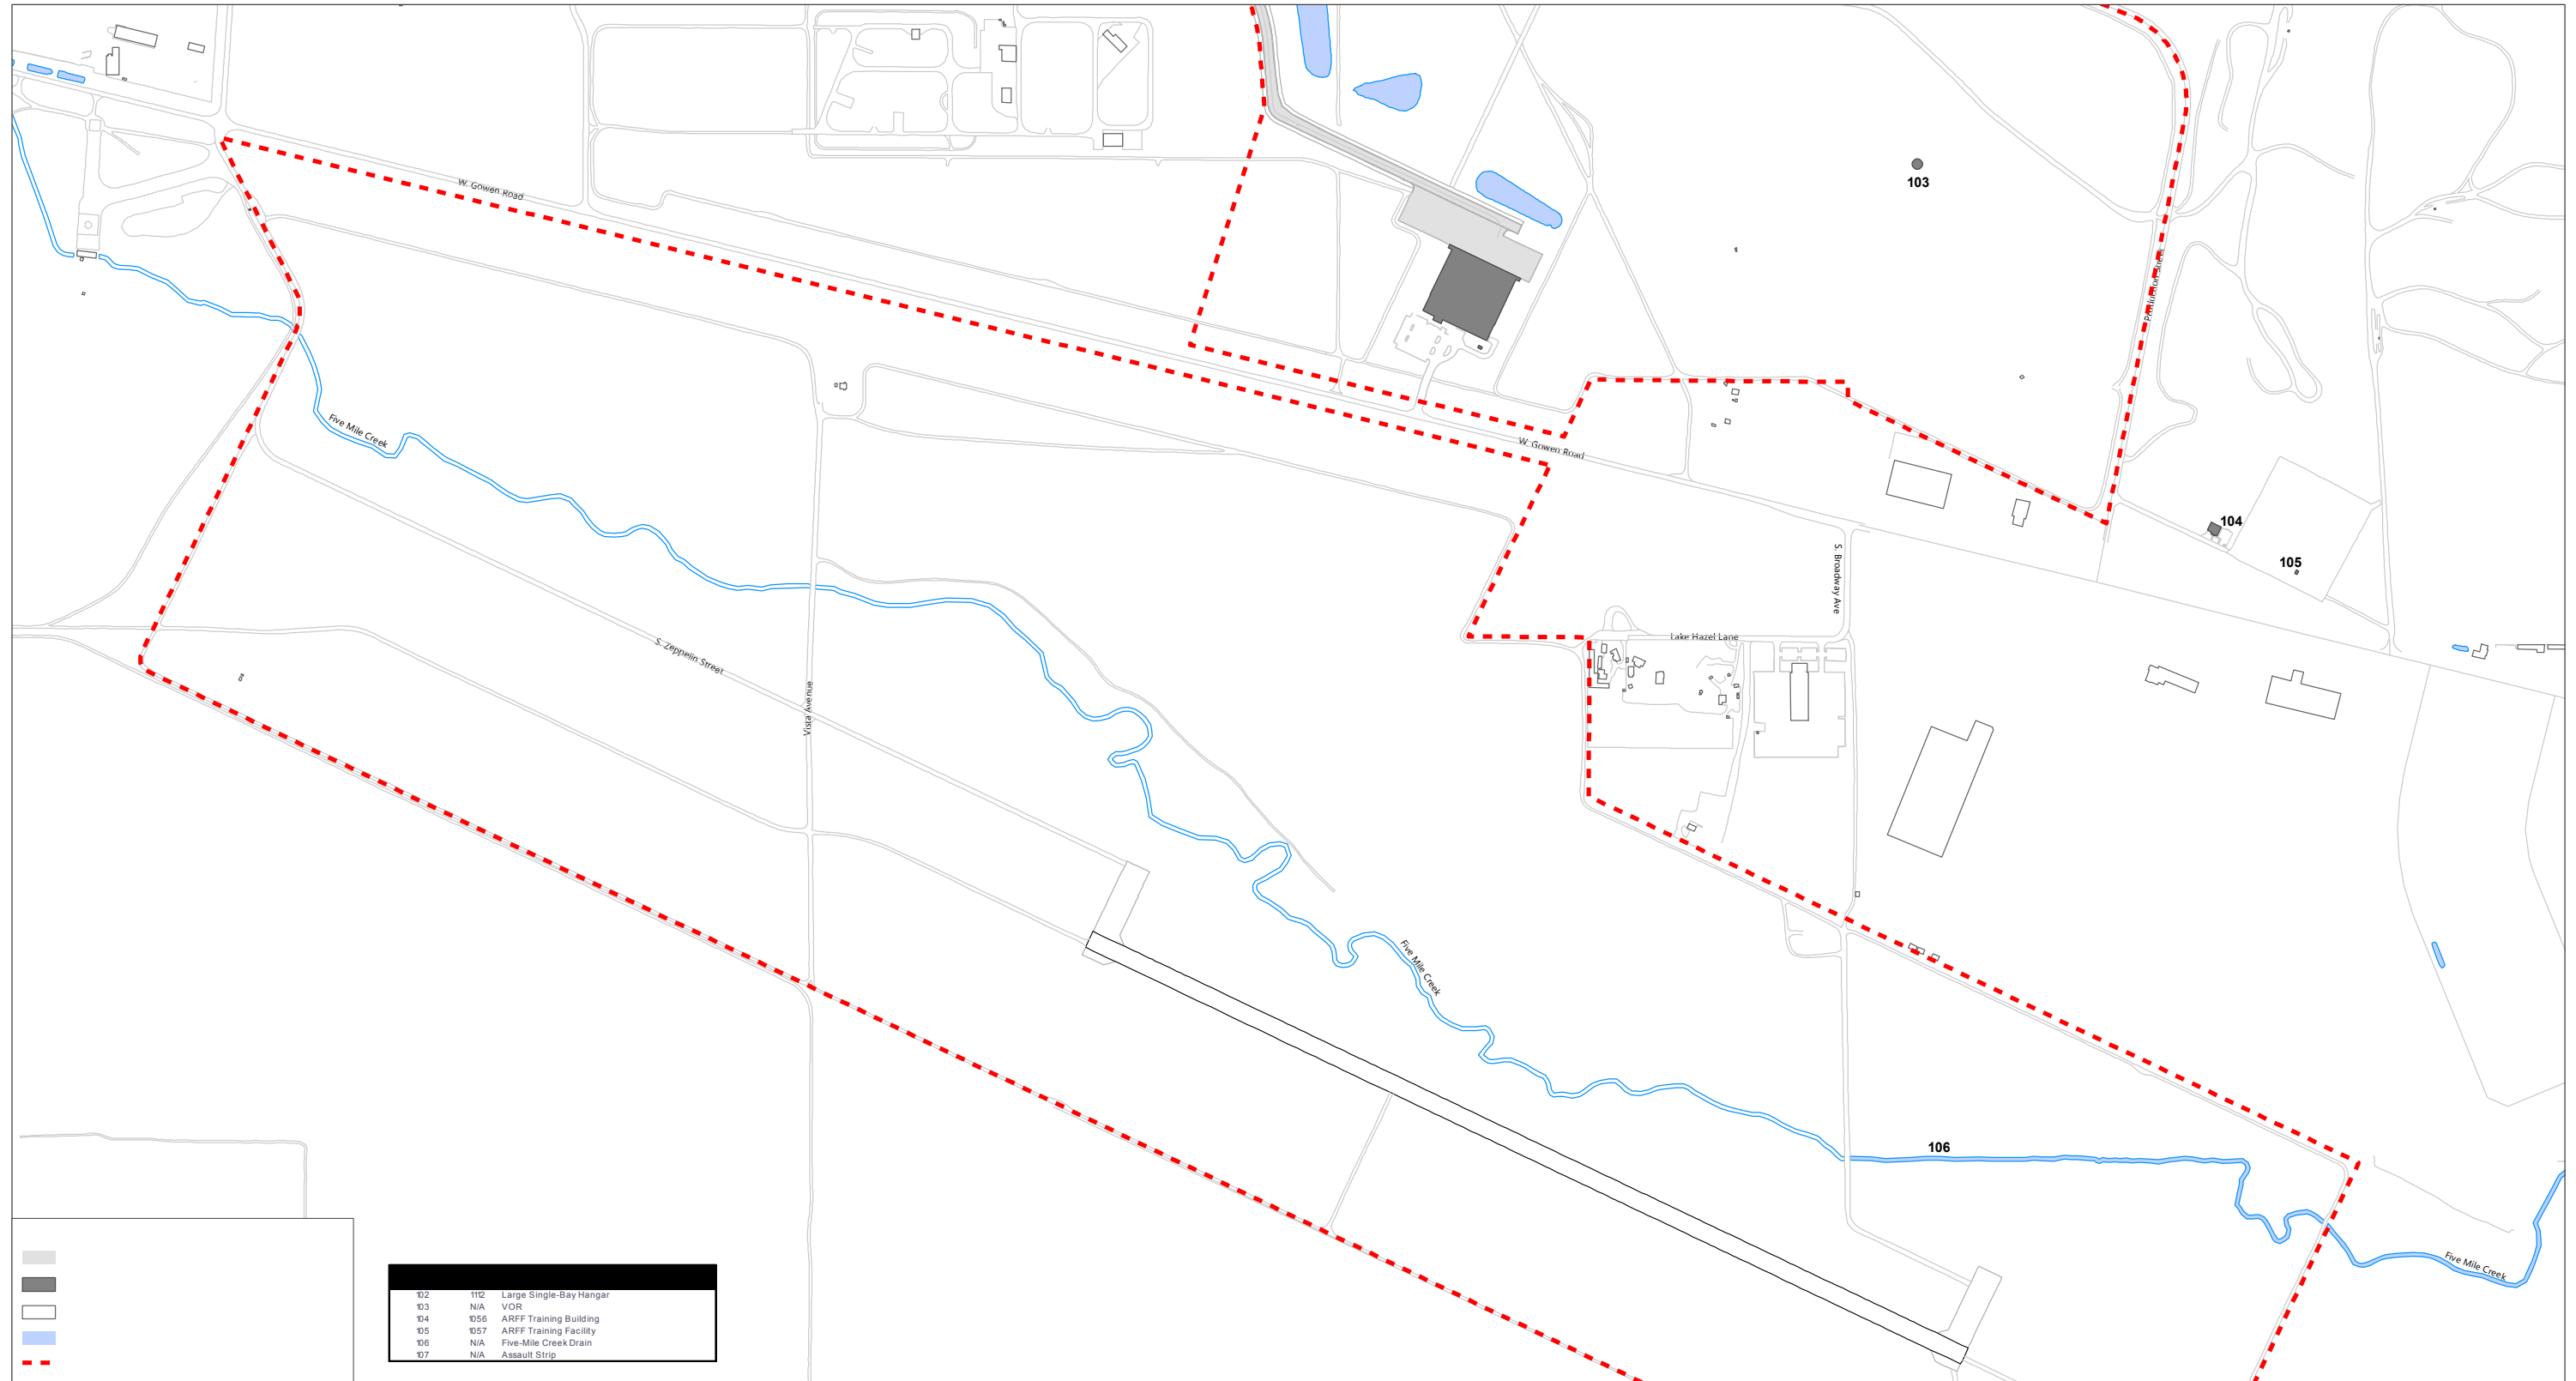 W. Gowen Road
103
Production Street
Five Mile Creek
W. Gowen Road
104
105
S. Broadway Ave
Lake Hazel Lane
S. Zeppelin Street
Vista Avenue
Five Mile Creek
106
Five Mile Creek
102 1112 Large Single-Bay Hangar
103 N/A VOR
104 1056 ARFF Training Building
105 1057 ARFF Training Facility
106 N/A Five-Mile Creek Drain
107 N/A Assault Strip